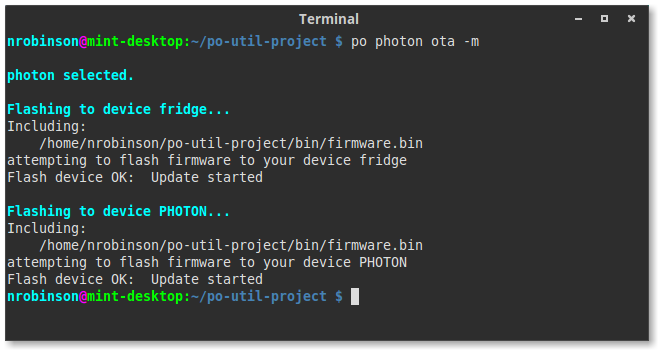 Terminal
nrobinson@mint-desktop:~/po-util-project $ po photon ota -m
photon selected.
Flashing to device fridge...
Including:
    /home/nrobinson/po-util-project/bin/firmware.bin
attempting to flash firmware to your device fridge
Flash device OK:  Update started
Flashing to device PHOTON...
Including:
    /home/nrobinson/po-util-project/bin/firmware.bin
attempting to flash firmware to your device PHOTON
Flash device OK:  Update started
nrobinson@mint-desktop:~/po-util-project $